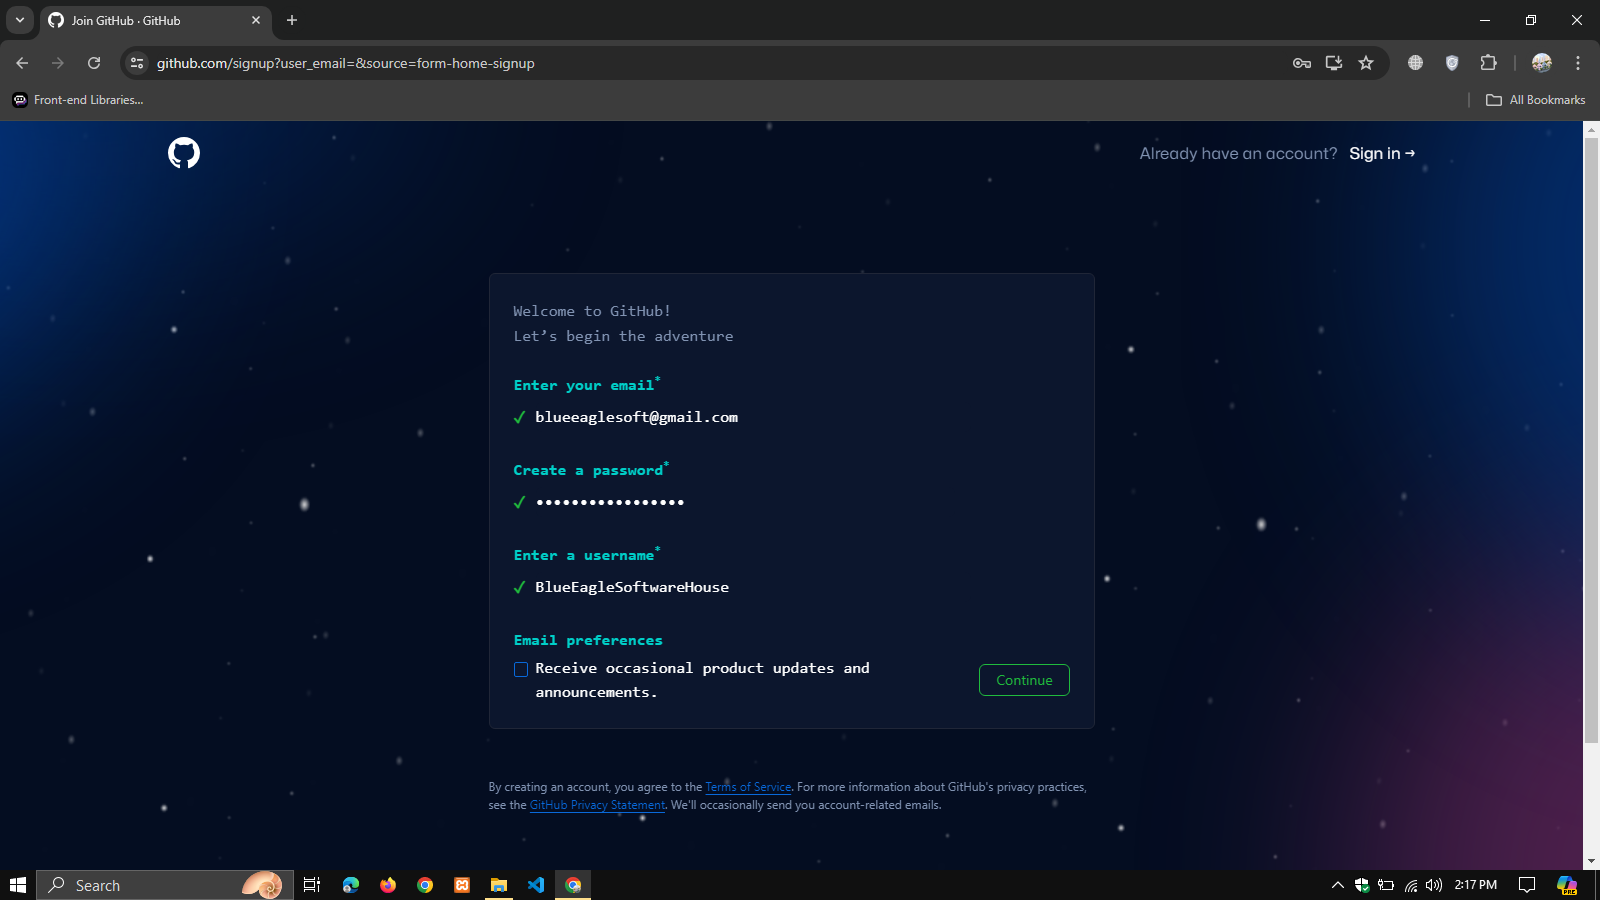 Join GitHub · GitHub
github.com/signup?user_email=&source=form-home-signup
Front-end Libraries...
All Bookmarks
Already have an account? Sign in →
Welcome to GitHub!
Let’s begin the adventure
Enter your email*
✓ blueeaglesoft@gmail.com
Create a password*
✓ •••••••••••••••••
Enter a username*
✓ BlueEagleSoftwareHouse
Email preferences
Receive occasional product updates and
announcements.
Continue
By creating an account, you agree to the Terms of Service. For more information about GitHub's privacy practices,
see the GitHub Privacy Statement. We'll occasionally send you account-related emails.
Search
2:17 PM
PRE